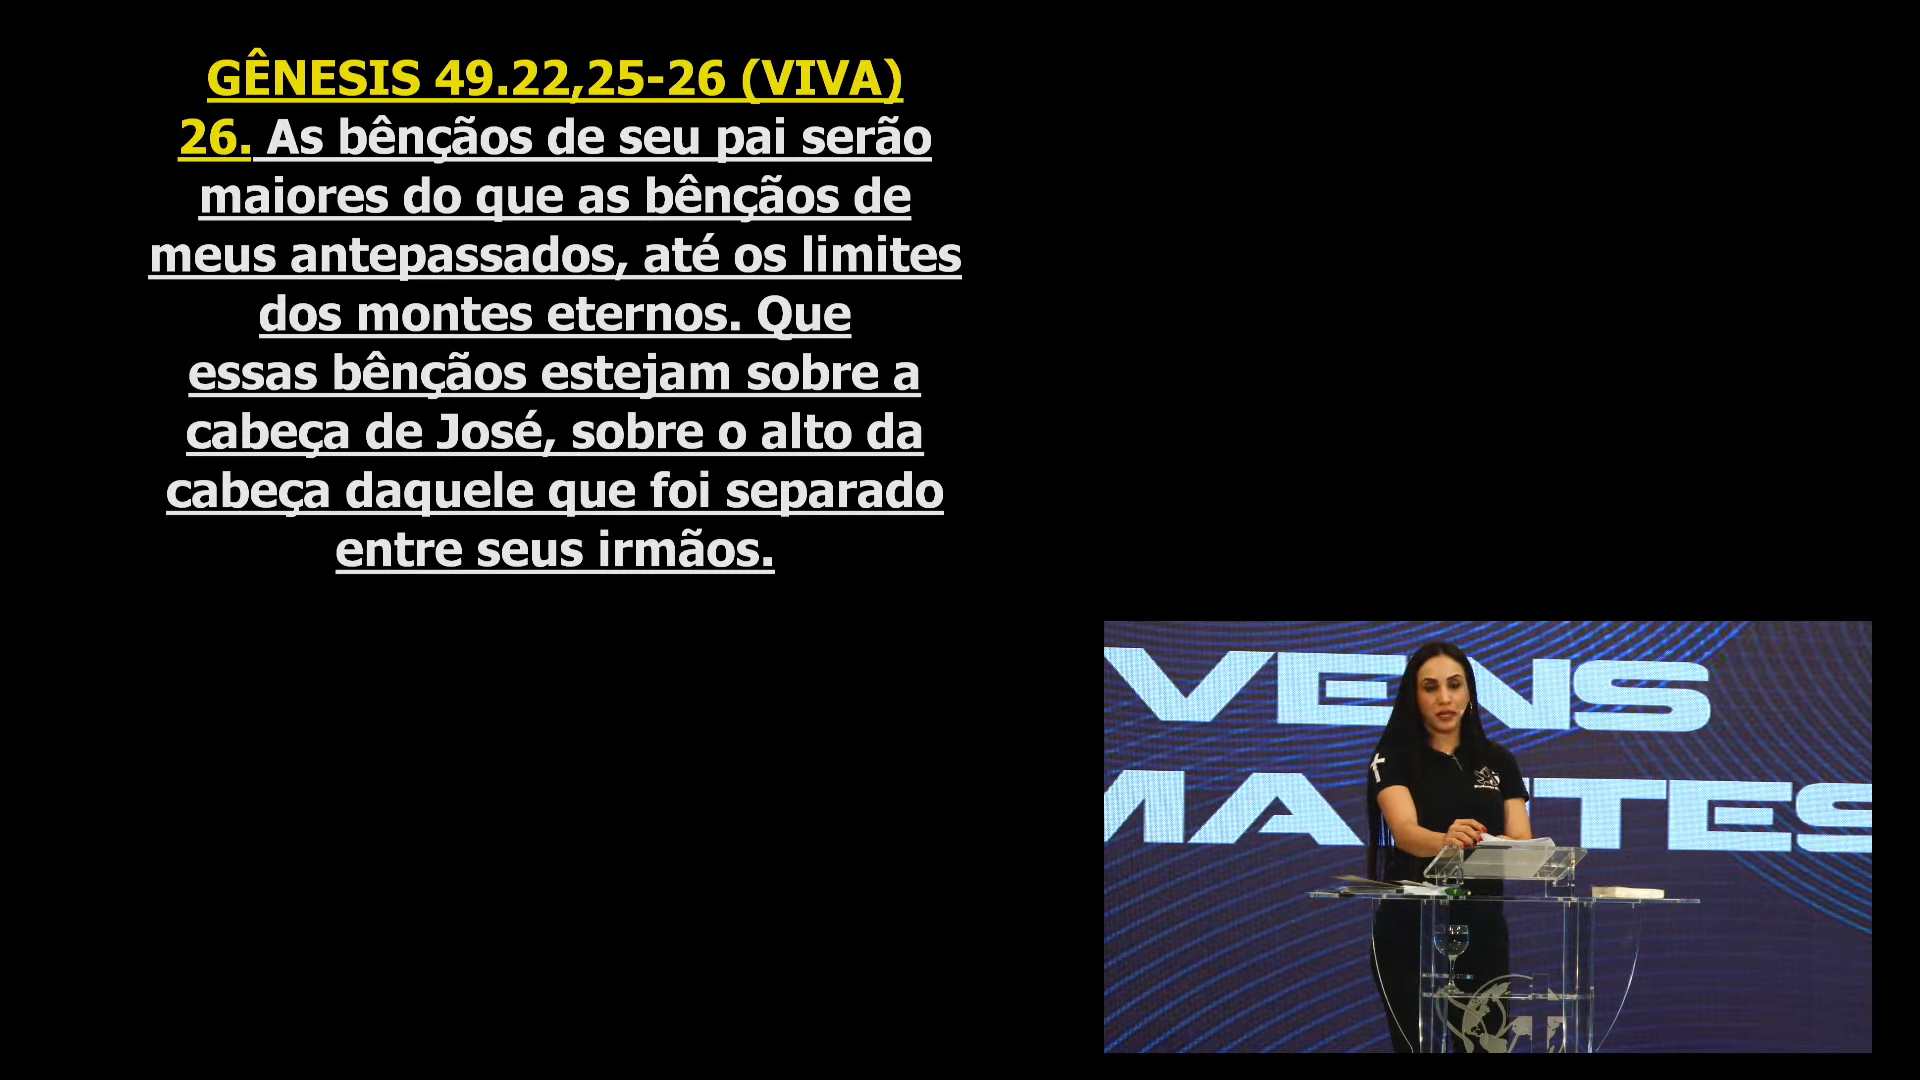 GÊNESIS 49.22,25-26 (VIVA)
26. As bênçãos de seu pai serão
maiores do que as bênçãos de
meus antepassados, até os limites
dos montes eternos. Que
essas bênçãos estejam sobre a
cabeça de José, sobre o alto da
cabeça daquele que foi separado
entre seus irmãos.
VENS